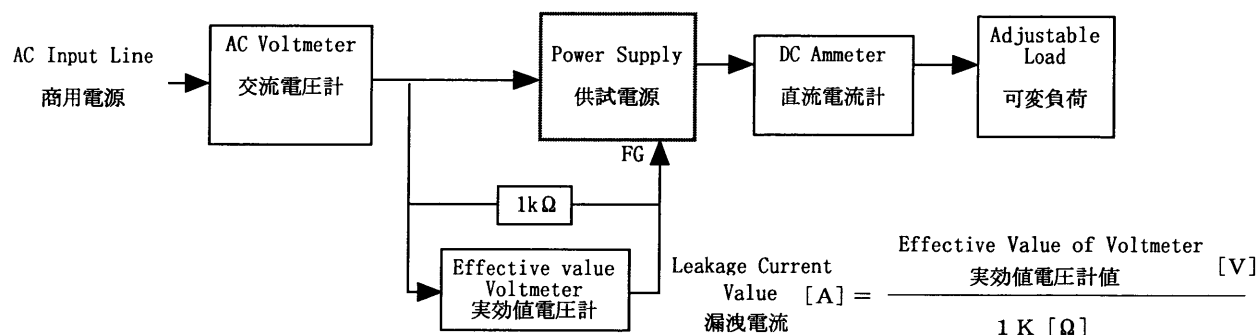 AC Input Line
商用電源
AC Voltmeter
交流電圧計
Power Supply
供試電源
DC Ammeter
直流電流計
Adjustable
Load
可変負荷
FG
1kΩ
Effective value
Voltmeter
実効値電圧計
Leakage Current
Value [A] =
漏洩電流
Effective Value of Voltmeter
実効値電圧計値 [V]
1 K [Ω]